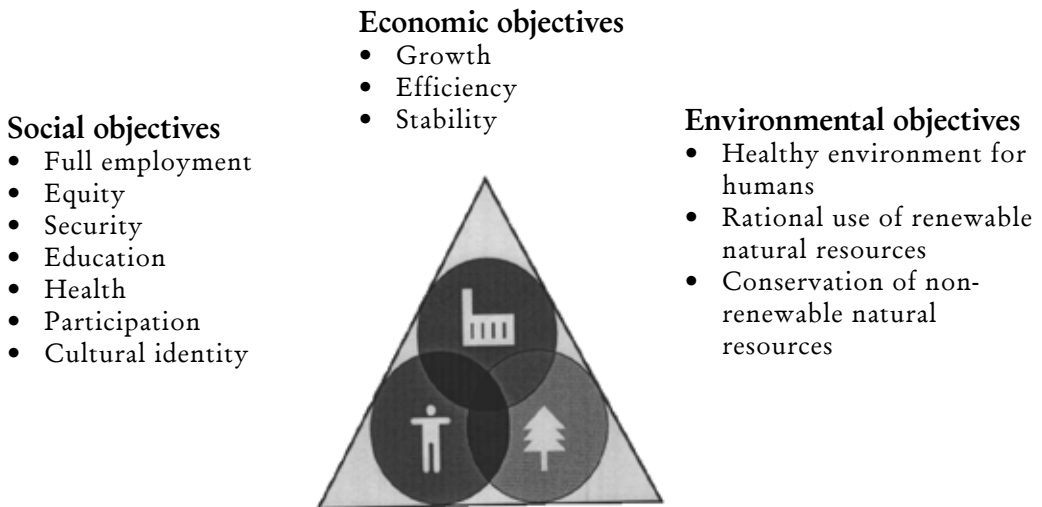 Economic objectives
• Growth
• Efficiency
• Stability
Social objectives
• Full employment
• Equity
• Security
• Education
• Health
• Participation
• Cultural identity
Environmental objectives
• Healthy environment for
humans
• Rational use of renewable
natural resources
• Conservation of non-
renewable natural
resources